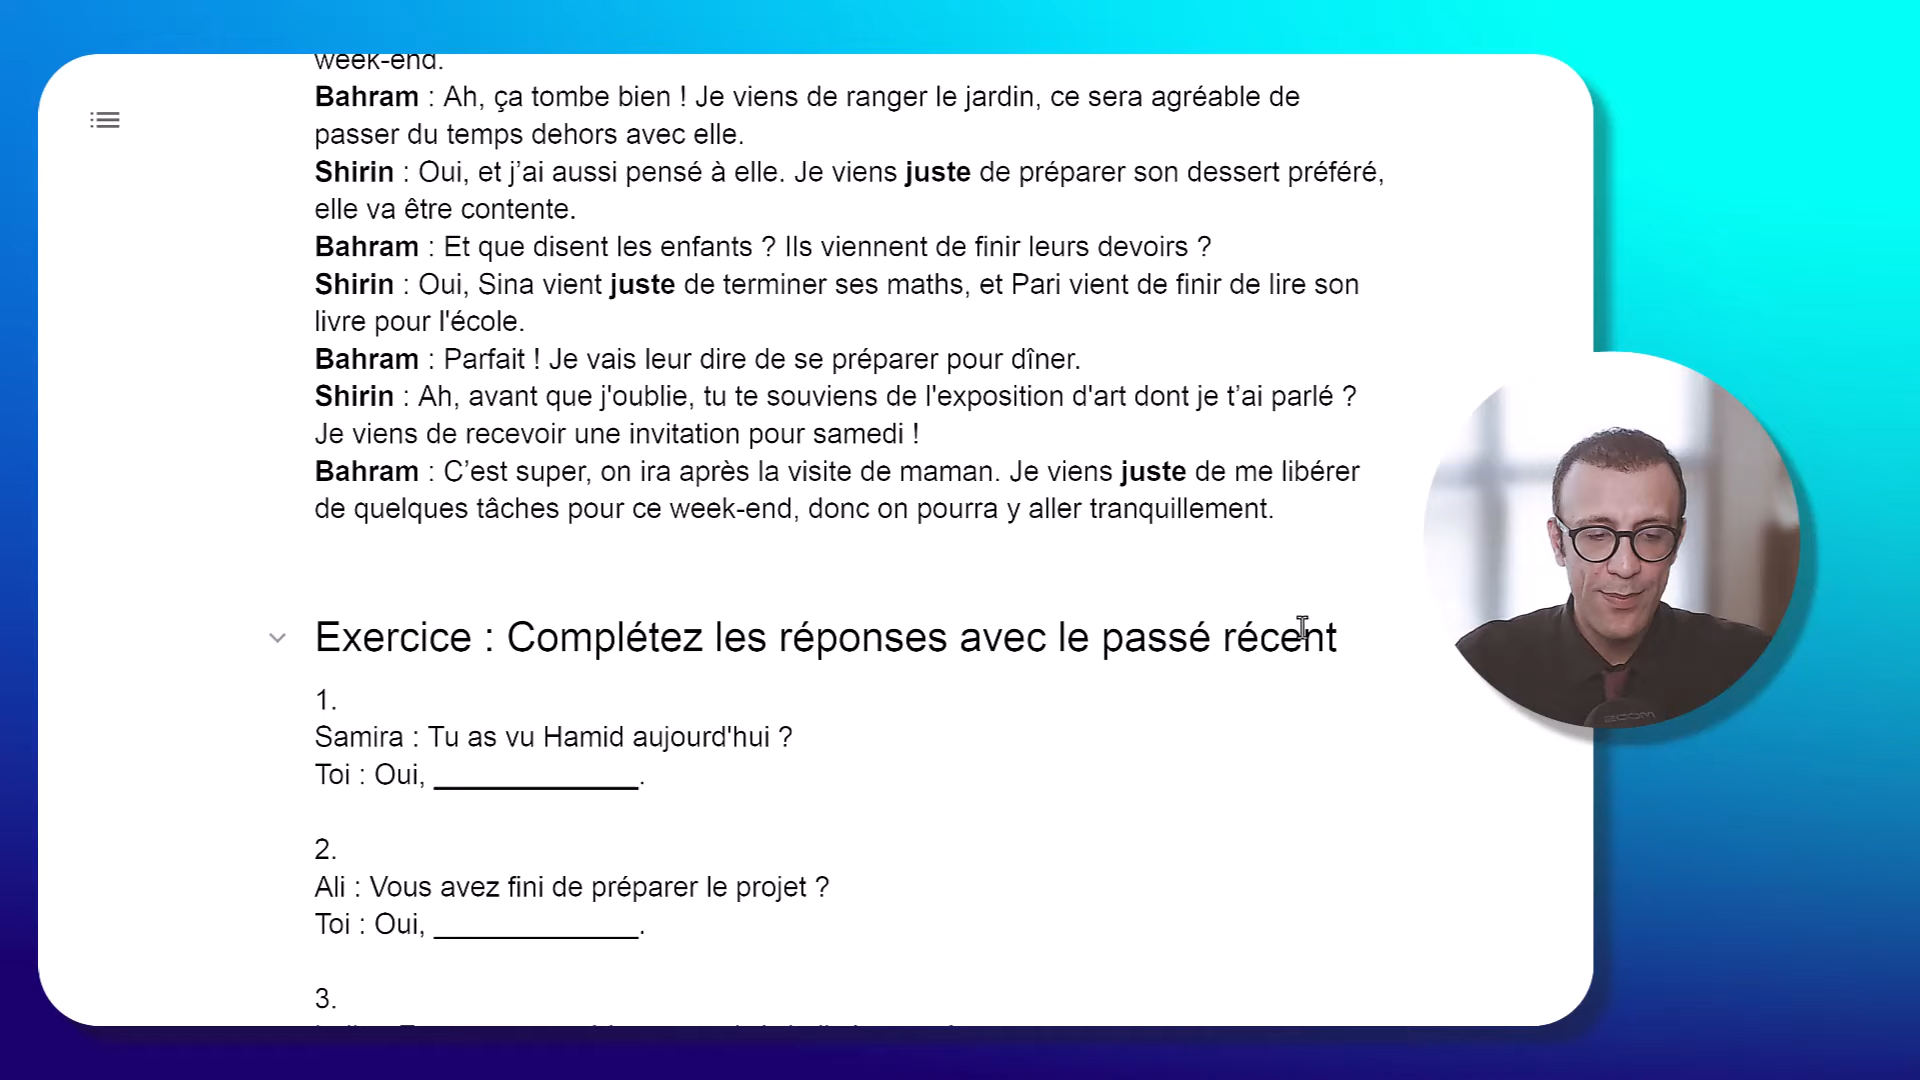 week-end.
Bahram : Ah, ça tombe bien ! Je viens de ranger le jardin, ce sera agréable de
passer du temps dehors avec elle.
Shirin : Oui, et j’ai aussi pensé à elle. Je viens juste de préparer son dessert préféré,
elle va être contente.
Bahram : Et que disent les enfants ? Ils viennent de finir leurs devoirs ?
Shirin : Oui, Sina vient juste de terminer ses maths, et Pari vient de finir de lire son
livre pour l'école.
Bahram : Parfait ! Je vais leur dire de se préparer pour dîner.
Shirin : Ah, avant que j'oublie, tu te souviens de l'exposition d'art dont je t’ai parlé ?
Je viens de recevoir une invitation pour samedi !
Bahram : C’est super, on ira après la visite de maman. Je viens juste de me libérer
de quelques tâches pour ce week-end, donc on pourra y aller tranquillement.
Exercice : Complétez les réponses avec le passé récent
1.
Samira : Tu as vu Hamid aujourd'hui ?
Toi : Oui, _____________.
2.
Ali : Vous avez fini de préparer le projet ?
Toi : Oui, _____________.
3.
zoom